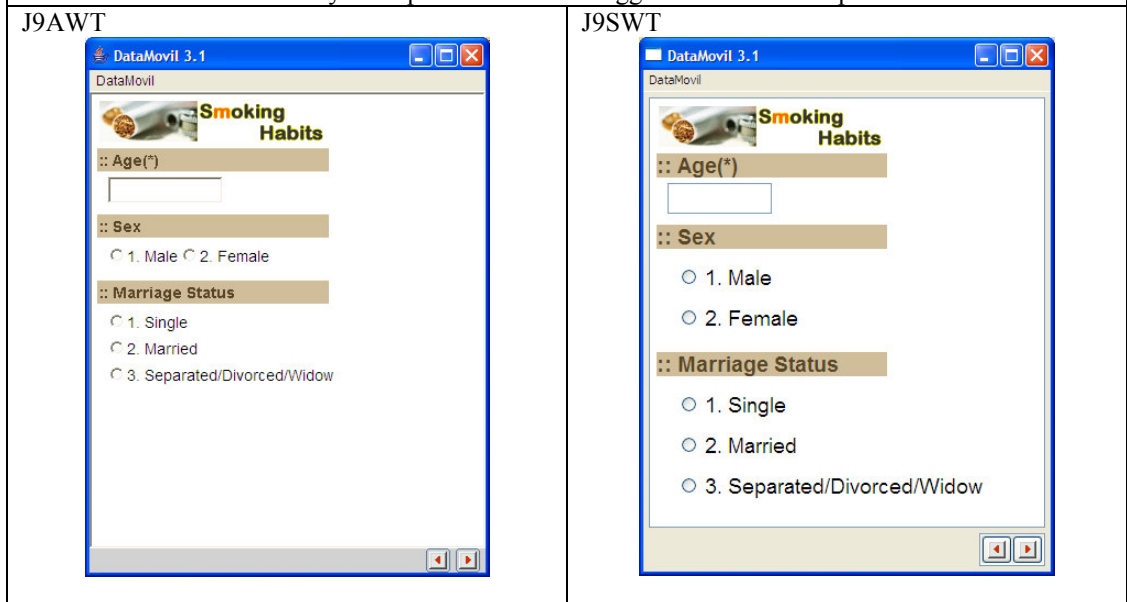 J9AWT
DataMovil 3.1
DataMovil
Smoking
Habits
:: Age(*)
:: Sex
1. Male 2. Female
:: Marriage Status
1. Single
2. Married
3. Separated/Divorced/Widow
J9SWT
DataMovil 3.1
DataMovil
Smoking
Habits
:: Age(*)
:: Sex
1. Male
2. Female
:: Marriage Status
1. Single
2. Married
3. Separated/Divorced/Widow